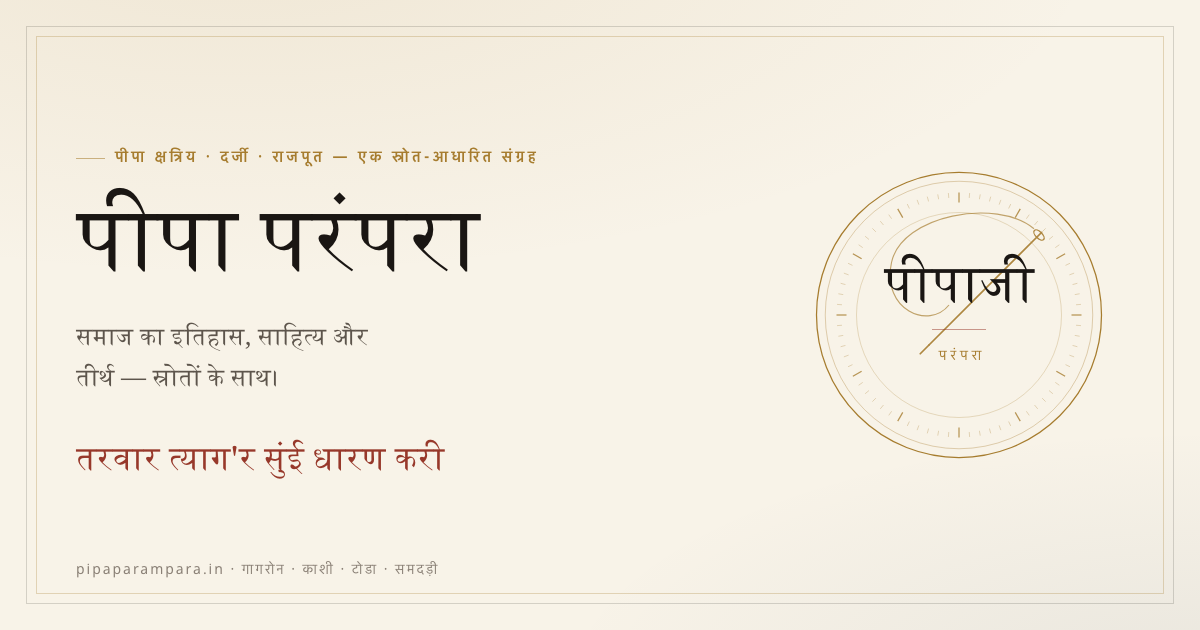 पीपा क्षत्रिय · दर्जी · राजपूत — एक स्रोत-आधारित संग्रह
पीपा परंपरा
समाज का इतिहास, साहित्य और
तीर्थ — स्रोतों के साथ।
तरवार त्याग'र सुंई धारण करी
pipaparampara.in · गागरोन · काशी · टोडा · समदड़ी
पीपाजी
परंपरा